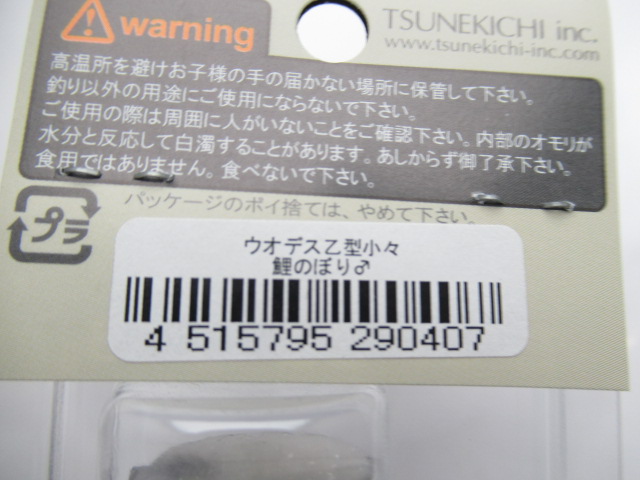 warning
TSUNEKICHI inc.
www.tsunekichi-inc.com
高温所を避けお子様の手の届かない場所に保管して下さい。
釣り以外の用途にご使用にならないで下さい。
ご使用の際は周囲に人がいないことをご確認下さい。内部のオモリが
水分と反応して白濁することがあります。あしからず御了承下さい。
食用ではありません。食べないで下さい。
プラ
パッケージのポイ捨ては、やめて下さい。
ウオデス乙型小々
鯉のぼり♂
4 515795 290407